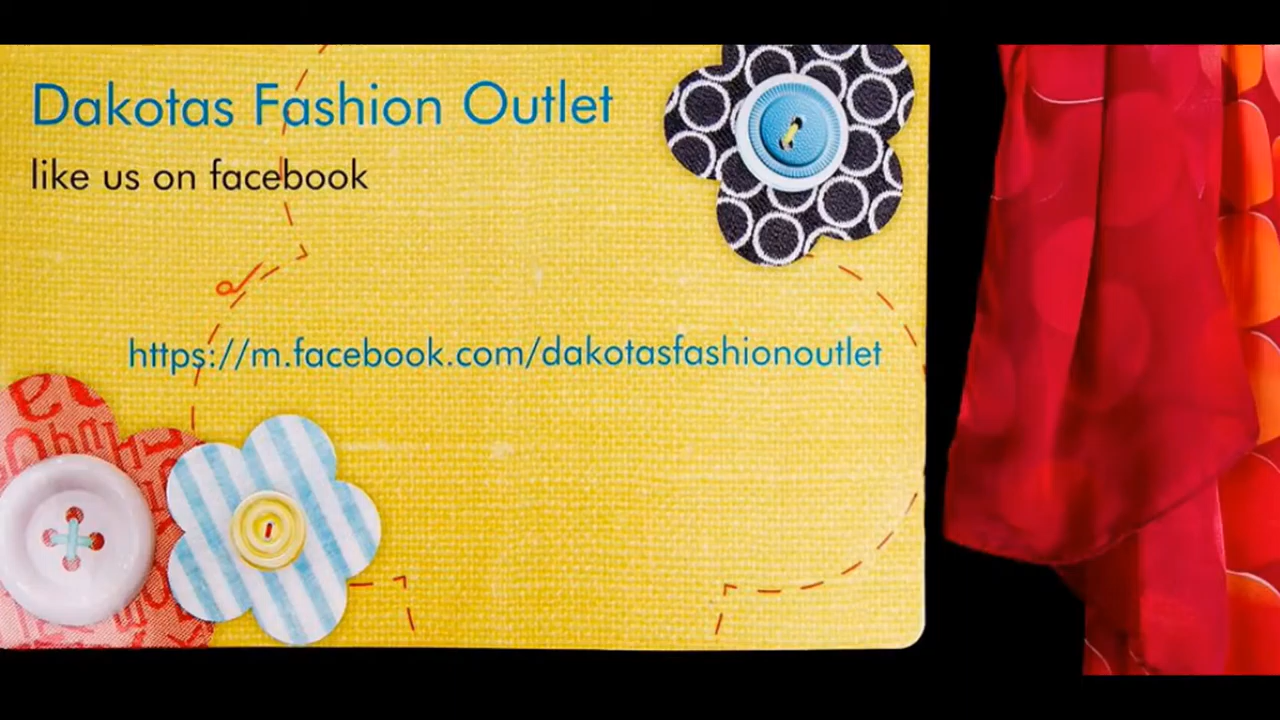 Dakotas Fashion Outlet
like us on facebook
https://m.facebook.com/dakotasfashionoutlet